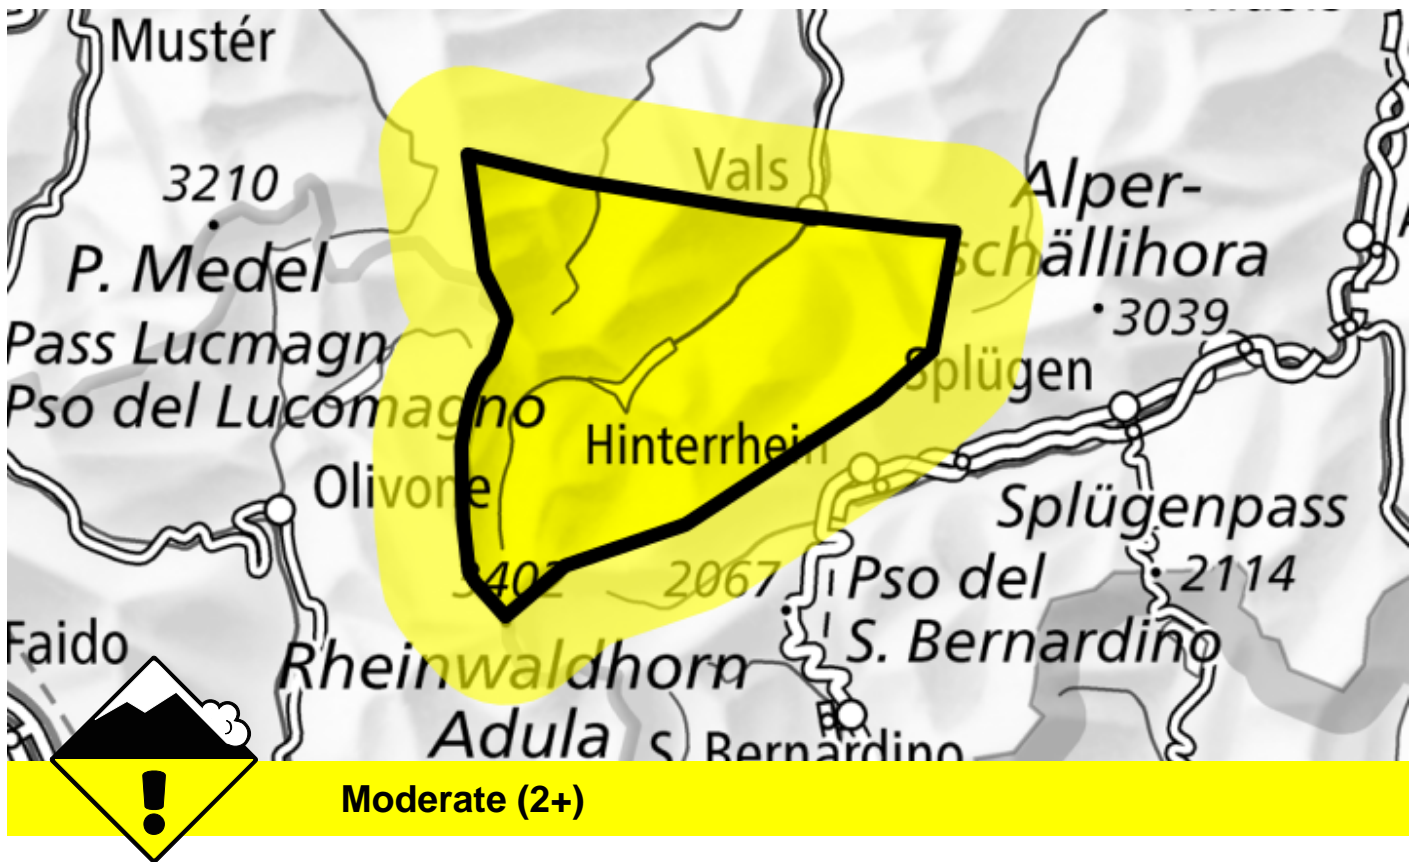 Mustér
3210
P. Medel
Vals
Alper-
schällihora
3039
Pass Lucmagn
Pso del Lucomagno
Splügen
Hinterrhein
Olivone
Splügenpass
2114
3402
2067
Pso del
S. Bernardino
Faido
Rheinwaldhorn
Adula
S. Bernardino
Moderate (2+)